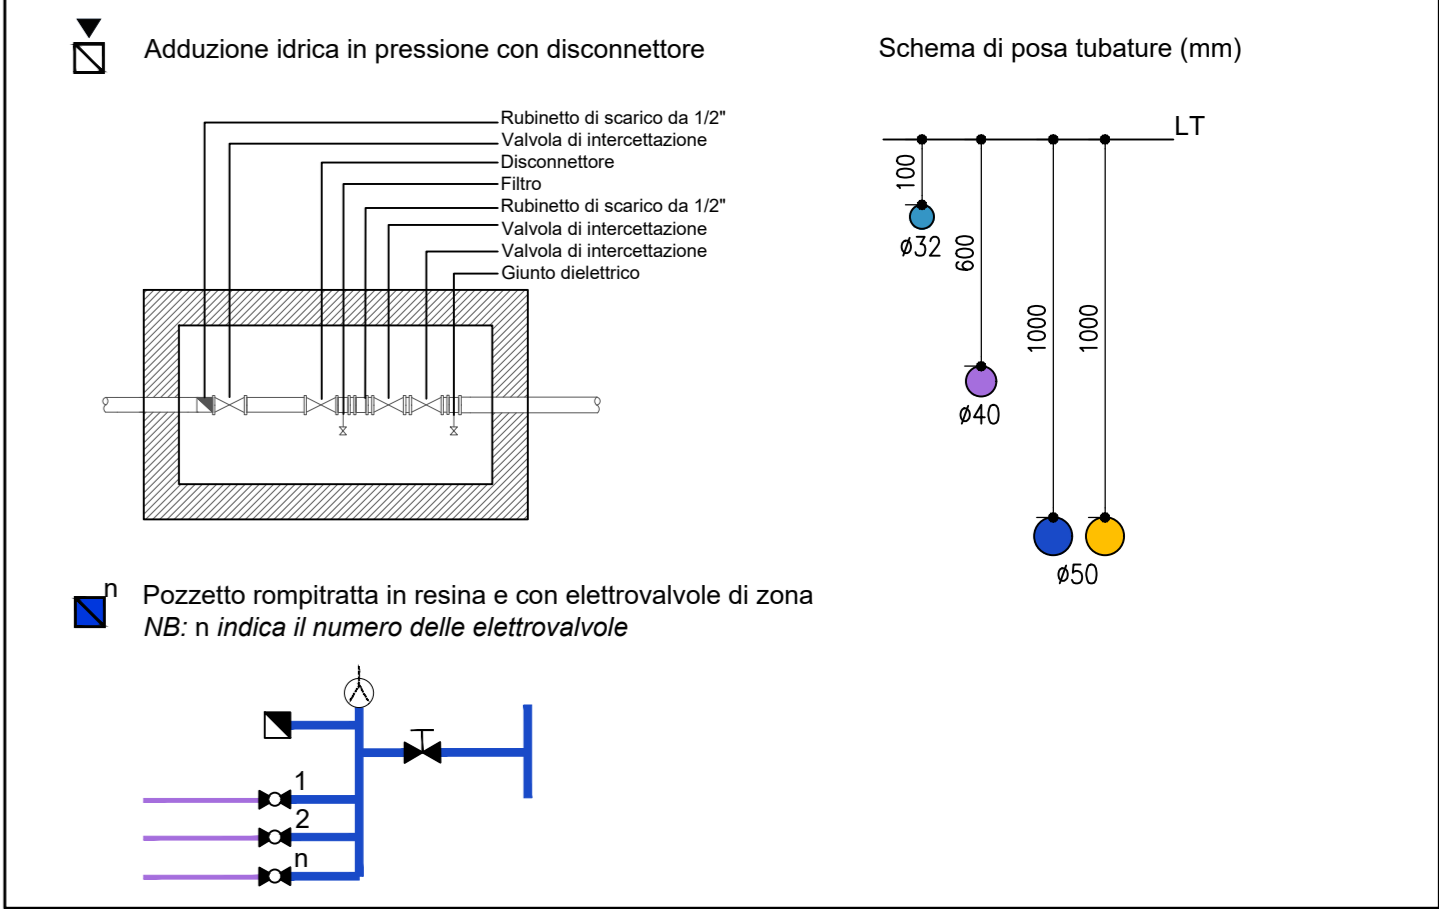 Adduzione idrica in pressione con disconnettore
Rubinetto di scarico da 1/2"
Valvola di intercettazione
Disconnettore
Filtro
Rubinetto di scarico da 1/2"
Valvola di intercettazione
Valvola di intercettazione
Giunto dielettrico
Schema di posa tubature (mm)
LT
100
ø32
600
ø40
1000
1000
ø50
n
Pozzetto rompitratta in resina e con elettrovalvole di zona
NB: n indica il numero delle elettrovalvole
1
2
n